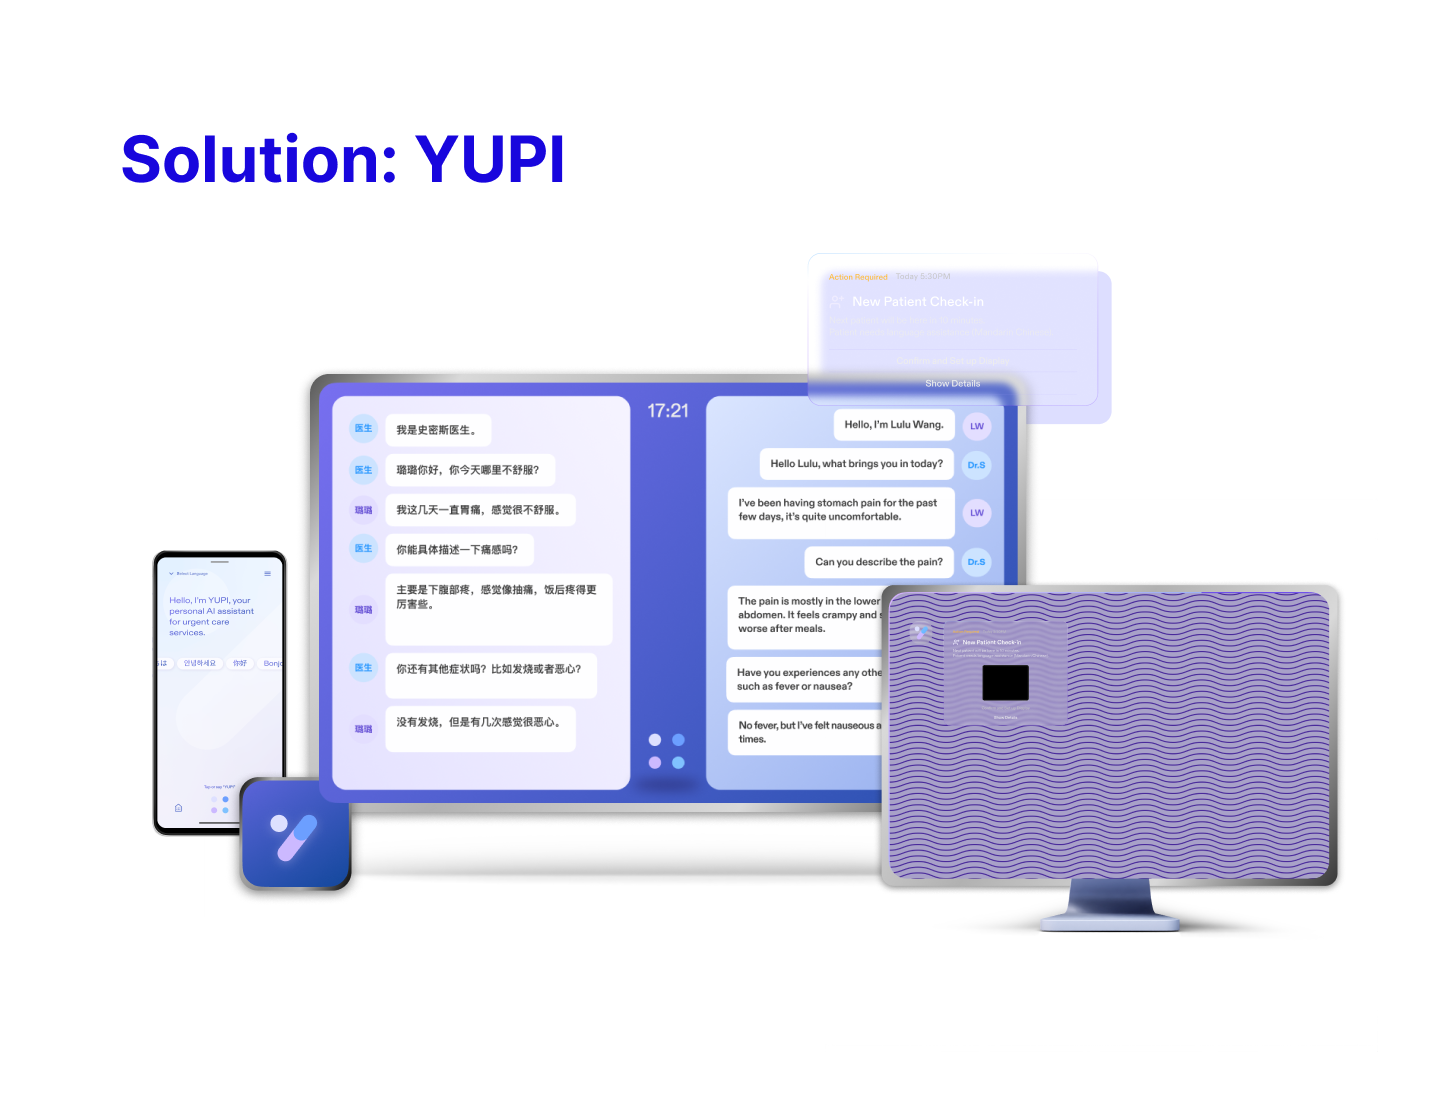 Solution: YUPI
Action Required
Today 5:30PM
New Patient Check-in
Show Details
17:21
医生
我是史密斯医生。
医生
璐璐你好，你今天哪里不舒服？
璐璐
我这几天一直胃痛，感觉很不舒服。
医生
你能具体描述一下痛感吗？
璐璐
主要是下腹部疼，感觉像抽痛，饭后疼得更
厉害些。
医生
你还有其他症状吗？比如发烧或者恶心？
璐璐
没有发烧，但是有几次感觉很恶心。
Hello, I'm Lulu Wang.
LW
Hello Lulu, what brings you in today?
Dr.S
I've been having stomach pain for the past
few days, it's quite uncomfortable.
LW
Can you describe the pain?
Dr.S
The pain is mostly in the lower
abdomen. It feels crampy and
worse after meals.
Have you experiences any othe
such as fever or nausea?
No fever, but I've felt nauseous
times.
Select Language
Hello, I'm YUPI, your
personal AI assistant
for urgent care
services.
안녕하세요
你好
Bonjo
Tap or say "YUPI"
New Patient Check-in
Show Details